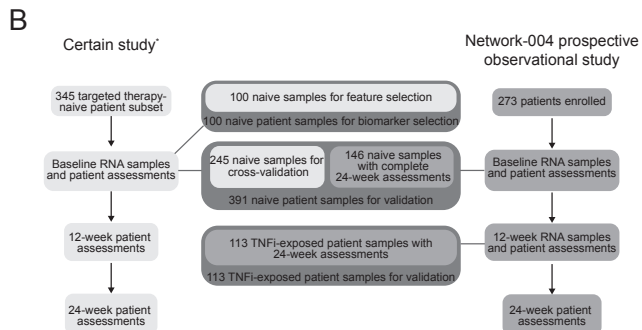 B
Certain study*
Network-004 prospective
observational study
345 targeted therapy-
naive patient subset
100 naive samples for feature selection
100 naive patient samples for biomarker selection
273 patients enrolled
Baseline RNA samples
and patient assessments
245 naive samples for
cross-validation
146 naive samples
with complete
24-week assessments
391 naive patient samples for validation
Baseline RNA samples
and patient assessments
12-week patient
assessments
113 TNFi-exposed patient samples with
24-week assessments
113 TNFi-exposed patient samples for validation
12-week RNA samples
and patient assessments
24-week patient
assessments
24-week patient
assessments